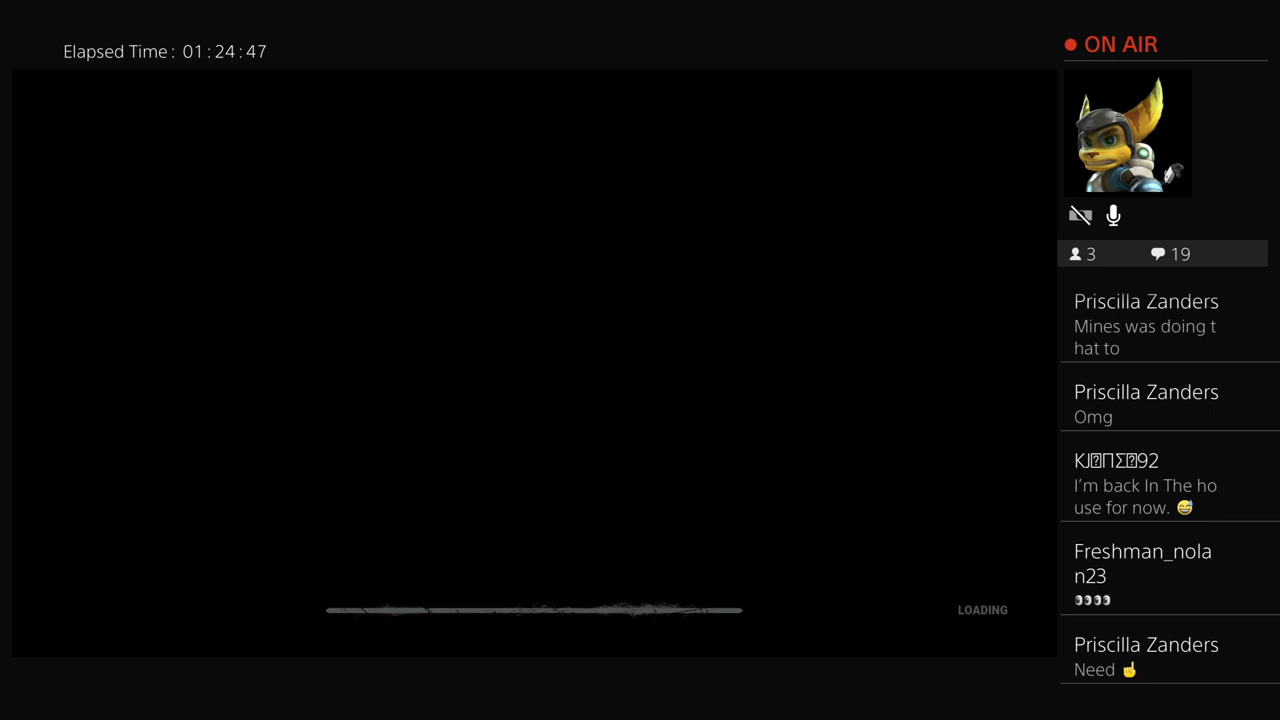 Elapsed Time: 01:24:47
ON AIR
3 19
Priscilla Zanders
Mines was doing t
hat to
Priscilla Zanders
Omg
I’m back In The ho
use for now. 😅
Freshman_nola
n23
👀👀
Priscilla Zanders
Need ☝
LOADING